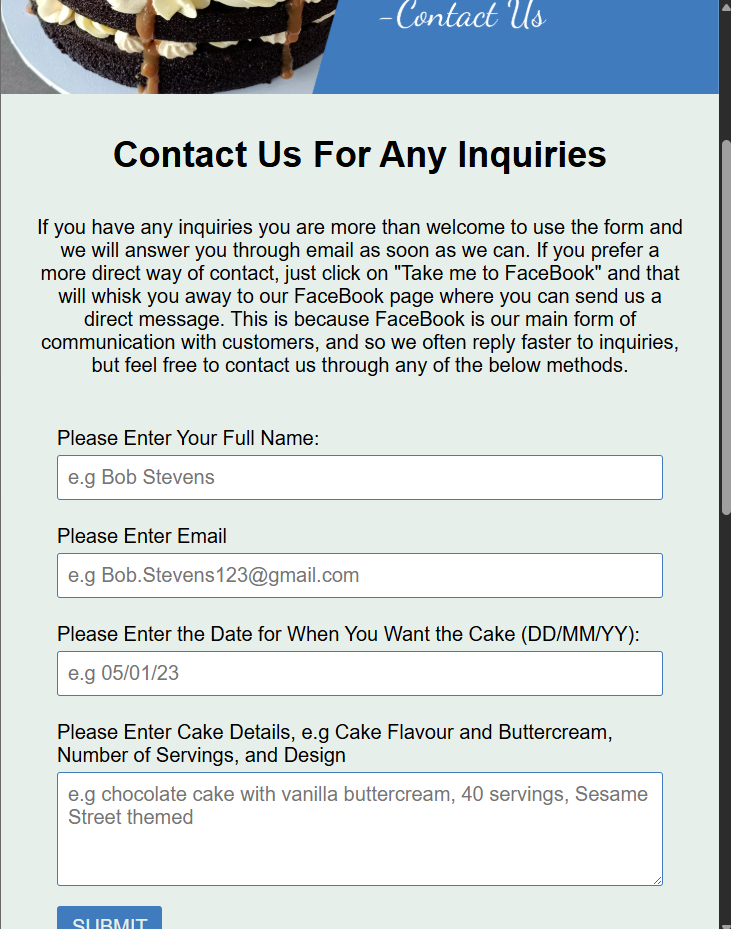 -Contact Us
Contact Us For Any Inquiries
If you have any inquiries you are more than welcome to use the form and
we will answer you through email as soon as we can. If you prefer a
more direct way of contact, just click on "Take me to FaceBook" and that
will whisk you away to our FaceBook page where you can send us a
direct message. This is because FaceBook is our main form of
communication with customers, and so we often reply faster to inquiries,
but feel free to contact us through any of the below methods.
Please Enter Your Full Name:
e.g Bob Stevens
Please Enter Email
e.g Bob.Stevens123@gmail.com
Please Enter the Date for When You Want the Cake (DD/MM/YY):
e.g 05/01/23
Please Enter Cake Details, e.g Cake Flavour and Buttercream,
Number of Servings, and Design
e.g chocolate cake with vanilla buttercream, 40 servings, Sesame
Street themed
SUBMIT